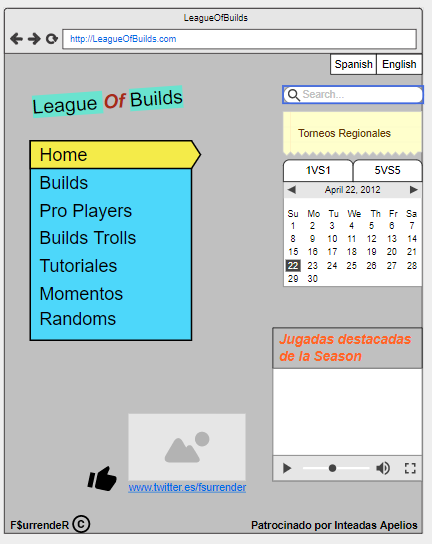 LeagueOfBuilds
http://LeagueOfBuilds.com
Spanish English
League Of Builds
Search...
Torneos Regionales
Home
Builds
Pro Players
Builds Trolls
Tutoriales
Momentos
Randoms
1VS1 5VS5
April 22, 2012
Su Mo Tu We Th Fr Sa
1 2 3 4 5 6 7
8 9 10 11 12 13 14
15 16 17 18 19 20 21
22 23 24 25 26 27 28
29 30
Jugadas destacadas
de la Season
www.twitter.es/fsurrender
F$urrendeR ©
Patrocinado por Inteadas Apelios